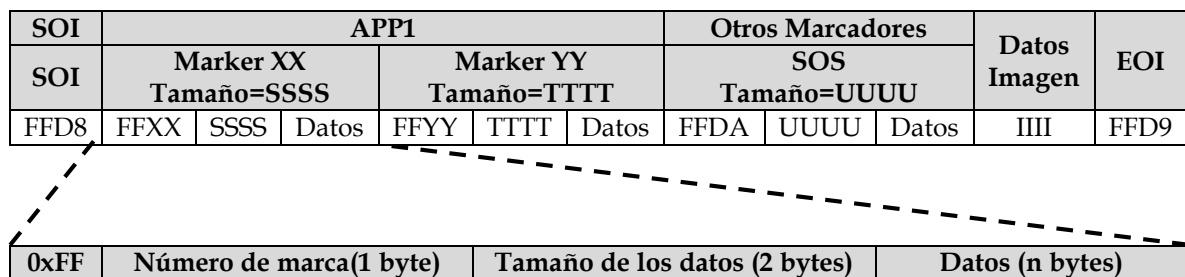 SOI APP1 Otros Marcadores Datos Imagen EOI
SOI Marker XX Tamaño=SSSS Marker YY Tamaño=TTTT SOS Tamaño=UUUU
FFD8 FFXX SSSS Datos FFYY TTTT Datos FFDA UUUU Datos IIII FFD9
0xFF Número de marca(1 byte) Tamaño de los datos (2 bytes) Datos (n bytes)